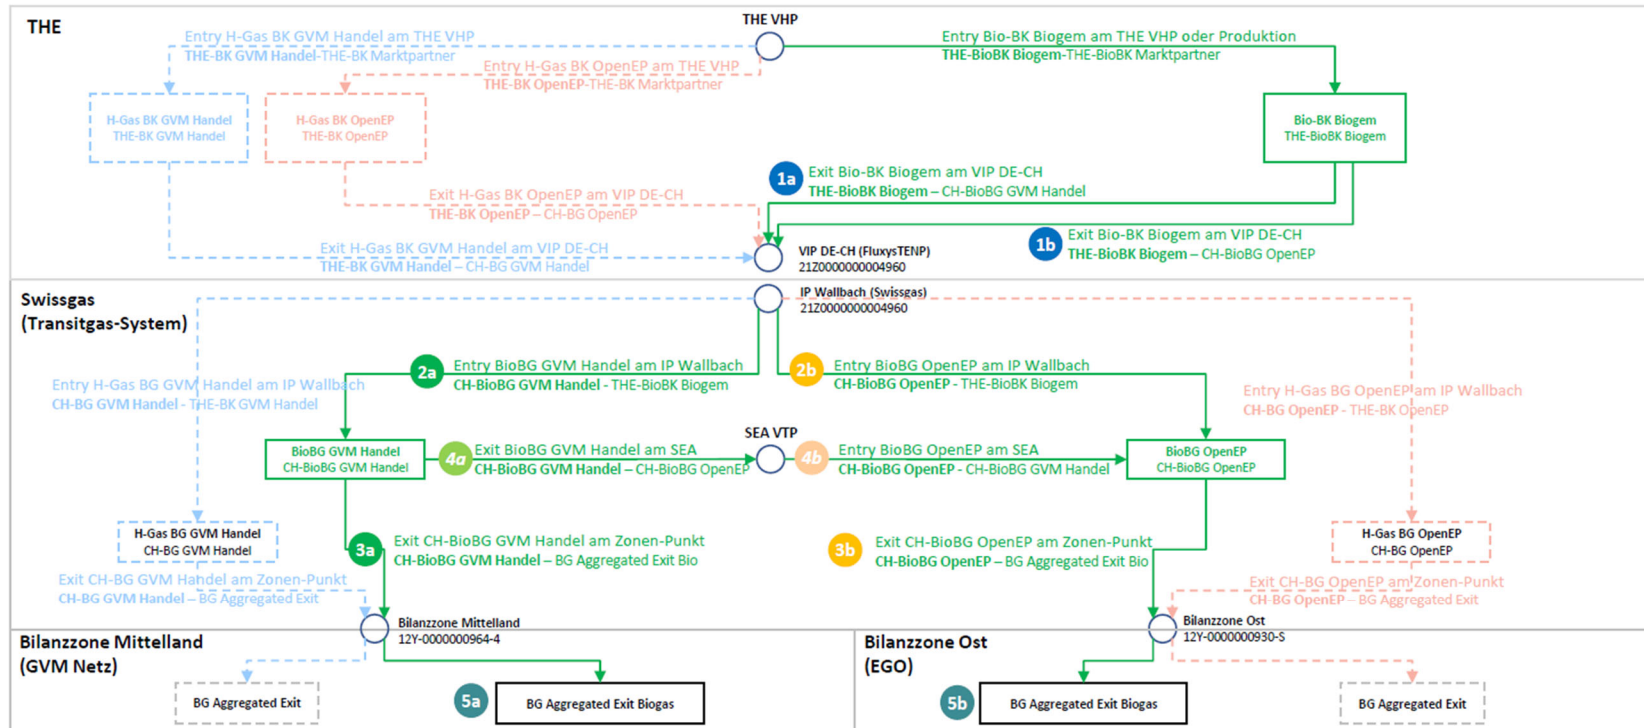 THE
THE VHP
Entry H-Gas BK GVM Handel am THE VHP
THE-BK GVM Handel-THE-BK Marktpartner
Entry H-Gas BK OpenEP am THE VHP
THE-BK OpenEP-THE-BK Marktpartner
Entry Bio-BK Biogem am THE VHP oder Produktion
THE-BioBK Biogem-THE-BioBK Marktpartner
H-Gas BK GVM Handel
THE-BK GVM Handel
H-Gas BK OpenEP
THE-BK OpenEP
Bio-BK Biogem
THE-BioBK Biogem
1a
Exit Bio-BK Biogem am VIP DE-CH
THE-BioBK Biogem – CH-BioBG GVM Handel
Exit H-Gas BK OpenEP am VIP DE-CH
THE-BK OpenEP – CH-BG OpenEP
1b
Exit Bio-BK Biogem am VIP DE-CH
THE-BioBK Biogem – CH-BioBG OpenEP
Exit H-Gas BK GVM Handel am VIP DE-CH
THE-BK GVM Handel – CH-BG GVM Handel
VIP DE-CH (FluxysTENP)
21Z0000000004960
Swissgas
(Transitgas-System)
IP Wallbach (Swissgas)
21Z0000000004960
2a
Entry BioBG GVM Handel am IP Wallbach
CH-BioBG GVM Handel - THE-BioBK Biogem
2b
Entry BioBG OpenEP am IP Wallbach
CH-BioBG OpenEP - THE-BioBK Biogem
Entry H-Gas BG GVM Handel am IP Wallbach
CH-BG GVM Handel - THE-BK GVM Handel
Entry H-Gas BG OpenEP am IP Wallbach
CH-BG OpenEP - THE-BK OpenEP
SEA VTP
BioBG GVM Handel
CH-BioBG GVM Handel
4a
Exit BioBG GVM Handel am SEA
CH-BioBG GVM Handel – CH-BioBG OpenEP
4b
Entry BioBG OpenEP am SEA
CH-BioBG OpenEP - CH-BioBG GVM Handel
BioBG OpenEP
CH-BioBG OpenEP
H-Gas BG GVM Handel
CH-BG GVM Handel
3a
Exit CH-BioBG GVM Handel am Zonen-Punkt
CH-BioBG GVM Handel – BG Aggregated Exit Bio
3b
Exit CH-BioBG OpenEP am Zonen-Punkt
CH-BioBG OpenEP – BG Aggregated Exit Bio
H-Gas BG OpenEP
CH-BG OpenEP
Exit CH-BG GVM Handel am Zonen-Punkt
CH-BG GVM Handel – BG Aggregated Exit
Exit CH-BG OpenEP am Zonen-Punkt
CH-BG OpenEP – BG Aggregated Exit
Bilanzzone Mittelland
12Y-0000000964-4
Bilanzzone Ost
12Y-0000000930-S
Bilanzzone Mittelland
(GVM Netz)
Bilanzzone Ost
(EGO)
BG Aggregated Exit
5a
BG Aggregated Exit Biogas
5b
BG Aggregated Exit Biogas
BG Aggregated Exit